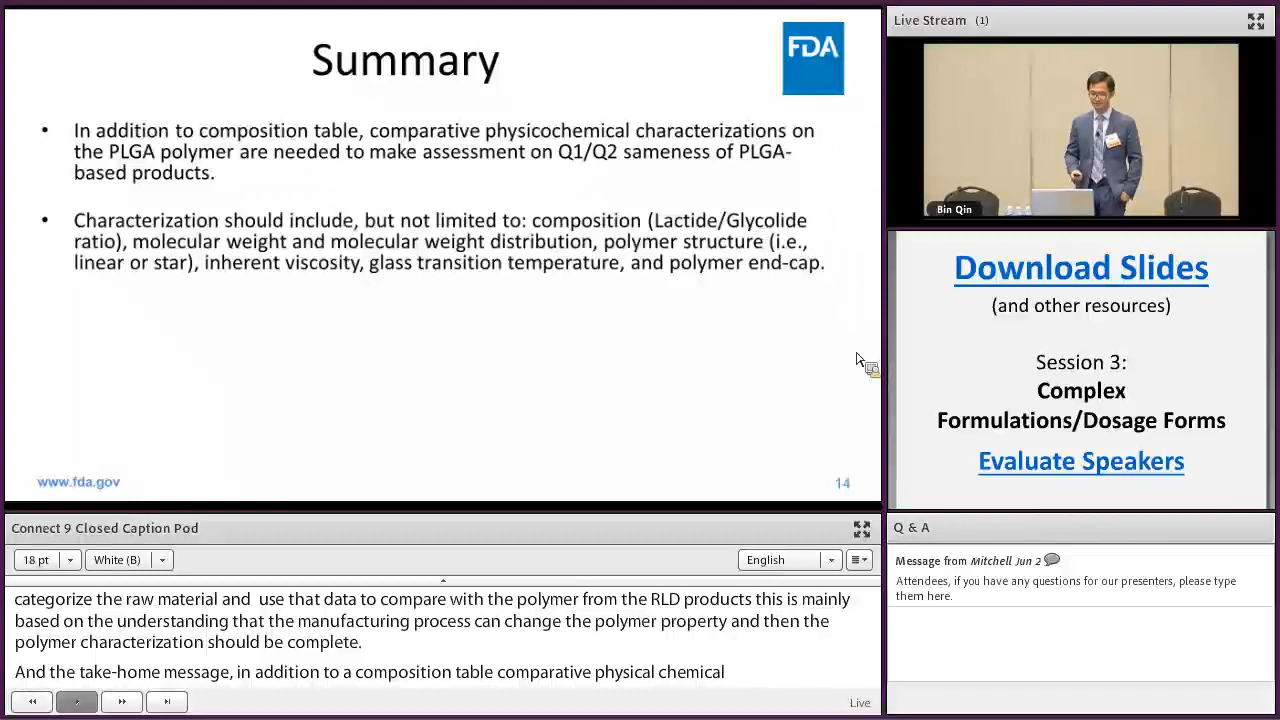 Summary
FDA
• In addition to composition table, comparative physicochemical characterizations on
the PLGA polymer are needed to make assessment on Q1/Q2 sameness of PLGA-
based products.
• Characterization should include, but not limited to: composition (Lactide/Glycolide
ratio), molecular weight and molecular weight distribution, polymer structure (i.e.,
linear or star), inherent viscosity, glass transition temperature, and polymer end-cap.
www.fda.gov
14
Live Stream (1)
Bin Qin
Download Slides
(and other resources)
Session 3:
Complex
Formulations/Dosage Forms
Evaluate Speakers
Connect 9 Closed Caption Pod
18 pt
White (B)
English
categorize the raw material and use that data to compare with the polymer from the RLD products this is mainly
based on the understanding that the manufacturing process can change the polymer property and then the
polymer characterization should be complete.
And the take-home message, in addition to a composition table comparative physical chemical
Live
Q & A
Message from Mitchell Jun 2
Attendees, if you have any questions for our presenters, please type
them here.